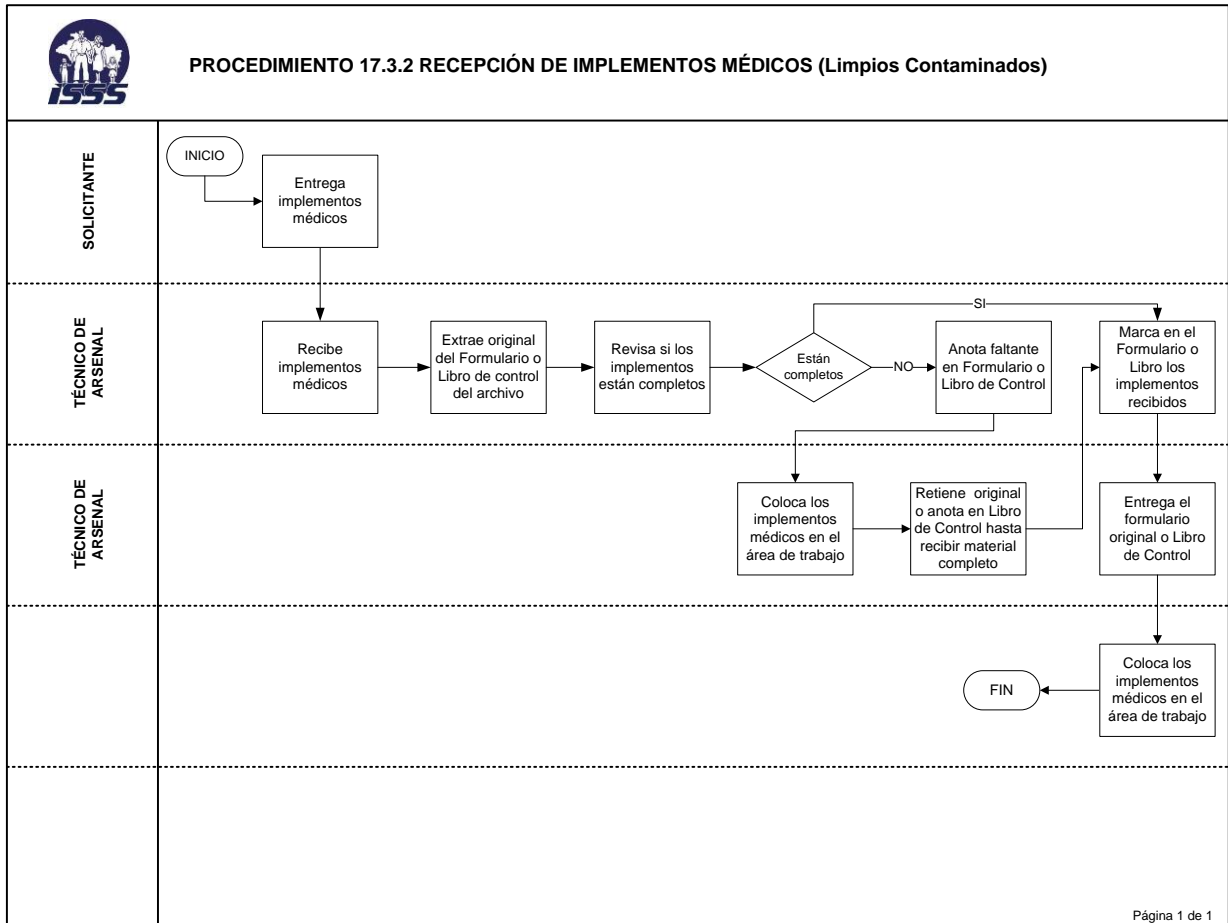 ISSS
PROCEDIMIENTO 17.3.2 RECEPCIÓN DE IMPLEMENTOS MÉDICOS (Limpios Contaminados)
SOLICITANTE
INICIO
Entrega
implementos
médicos
TÉCNICO DE
ARSENAL
Recibe
implementos
médicos
Extrae original
del Formulario o
Libro de control
del archivo
Revisa si los
implementos
están completos
Están
completos
SI
NO
Anota faltante
en Formulario o
Libro de Control
Marca en el
Formulario o
Libro los
implementos
recibidos
TÉCNICO DE
ARSENAL
Coloca los
implementos
médicos en el
área de trabajo
Retiene original
o anota en Libro
de Control hasta
recibir material
completo
Entrega el
formulario
original o Libro
de Control
FIN
Coloca los
implementos
médicos en el
área de trabajo
Página 1 de 1